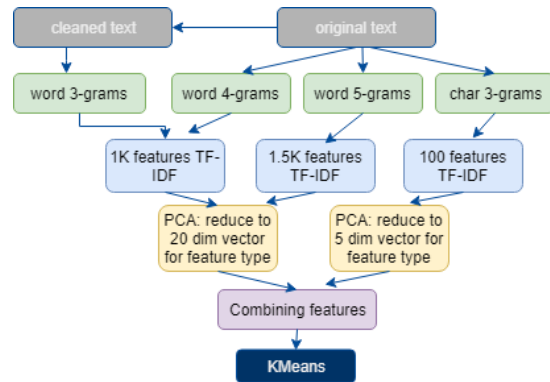 cleaned text
original text
word 3-grams
word 4-grams
word 5-grams
char 3-grams
1K features TF-
IDF
1.5K features
TF-IDF
100 features
TF-IDF
PCA: reduce to
20 dim vector
for feature type
PCA: reduce to
5 dim vector for
feature type
Combining features
KMeans